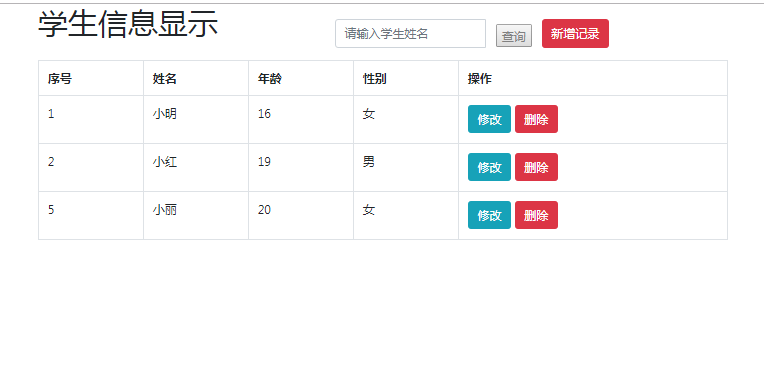 学生信息显示 请输入学生姓名 查询 新增记录
序号 姓名 年龄 性别 操作
1 小明 16 女 修改 删除
2 小红 19 男 修改 删除
5 小丽 20 女 修改 删除